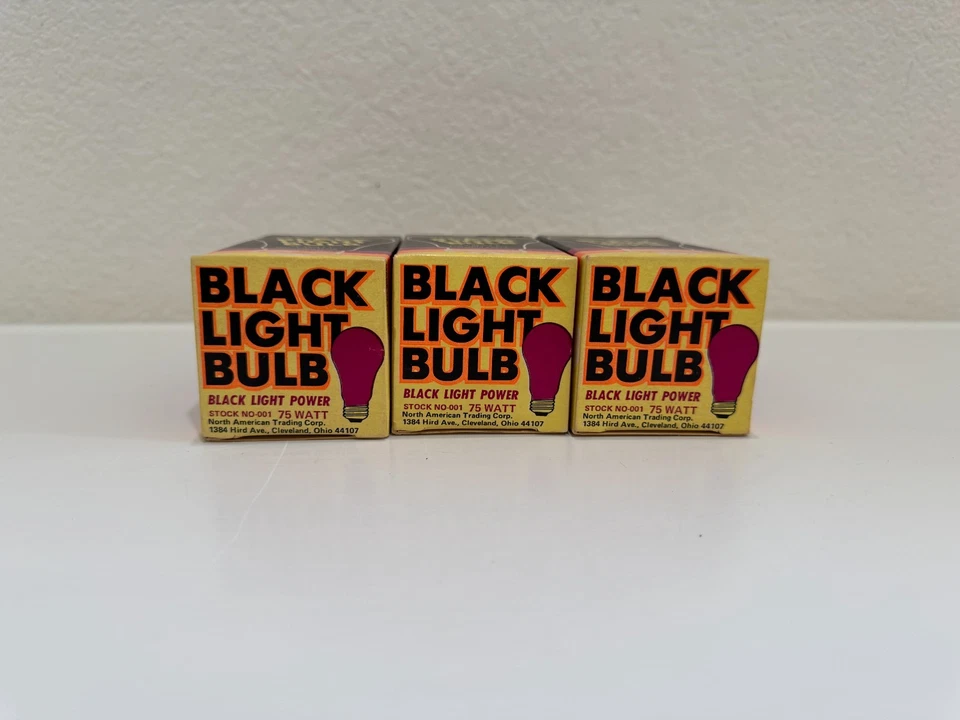 BLACK
LIGHT
BULB
BLACK LIGHT POWER
STOCK NO-001 75 WATT
North American Trading Corp.
1384 Hird Ave., Cleveland, Ohio 44107
BLACK
LIGHT
BULB
BLACK LIGHT POWER
STOCK NO-001 75 WATT
North American Trading Corp.
1384 Hird Ave., Cleveland, Ohio 44107
BLACK
LIGHT
BULB
BLACK LIGHT POWER
STOCK NO-001 75 WATT
North American Trading Corp.
1384 Hird Ave., Cleveland, Ohio 44107